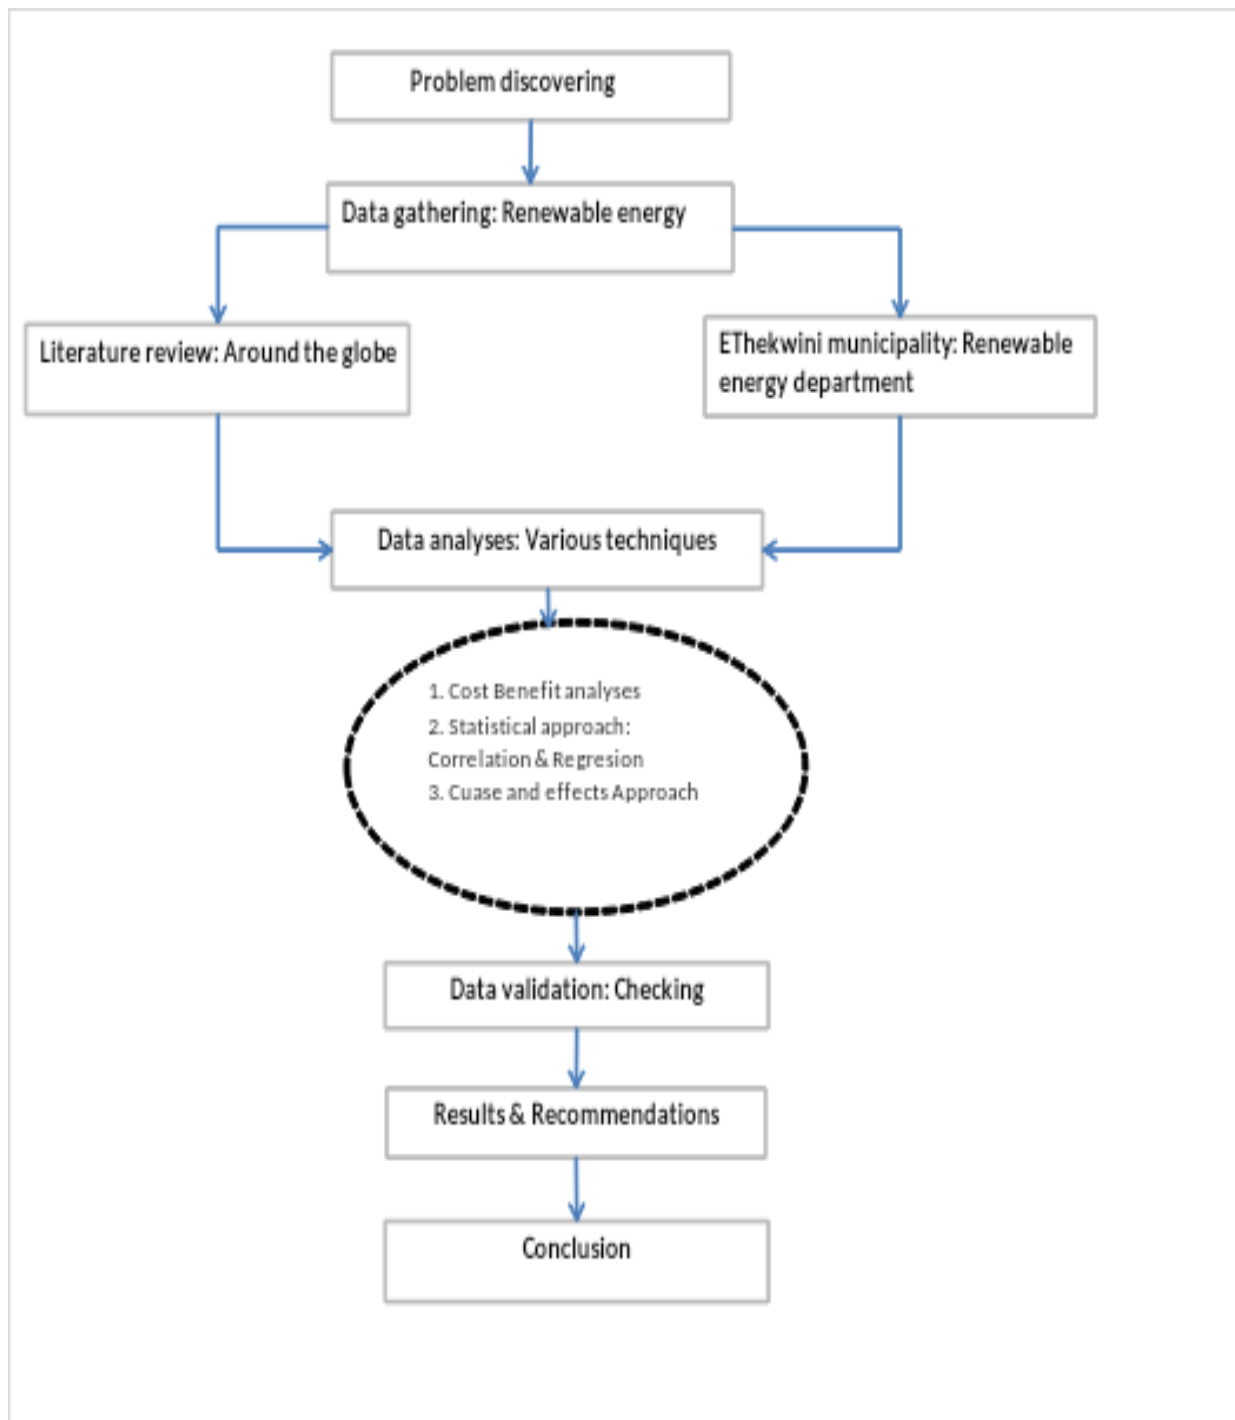 Problem discovering
Data gathering: Renewable energy
Literature review: Around the globe
EThekwini municipality: Renewable
energy department
Data analyses: Various techniques
1. Cost Benefit analyses
2. Statistical approach:
Correlation & Regresion
3. Cuase and effects Approach
Data validation: Checking
Results & Recommendations
Conclusion